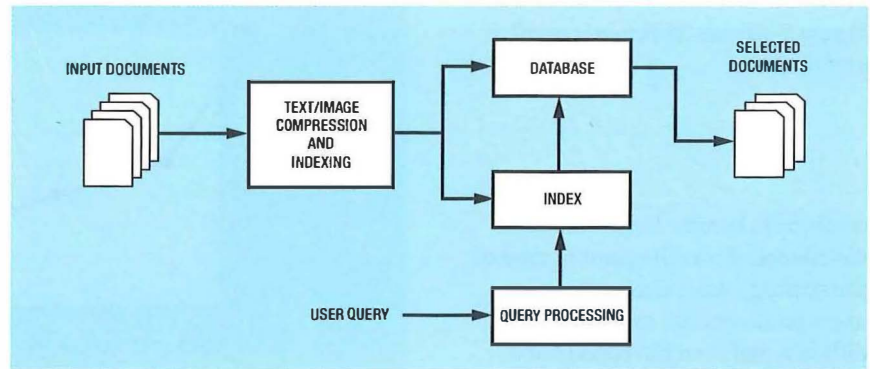 INPUT DOCUMENTS
TEXT/IMAGE
COMPRESSION
AND
INDEXING
DATABASE
SELECTED
DOCUMENTS
INDEX
USER QUERY
QUERY PROCESSING